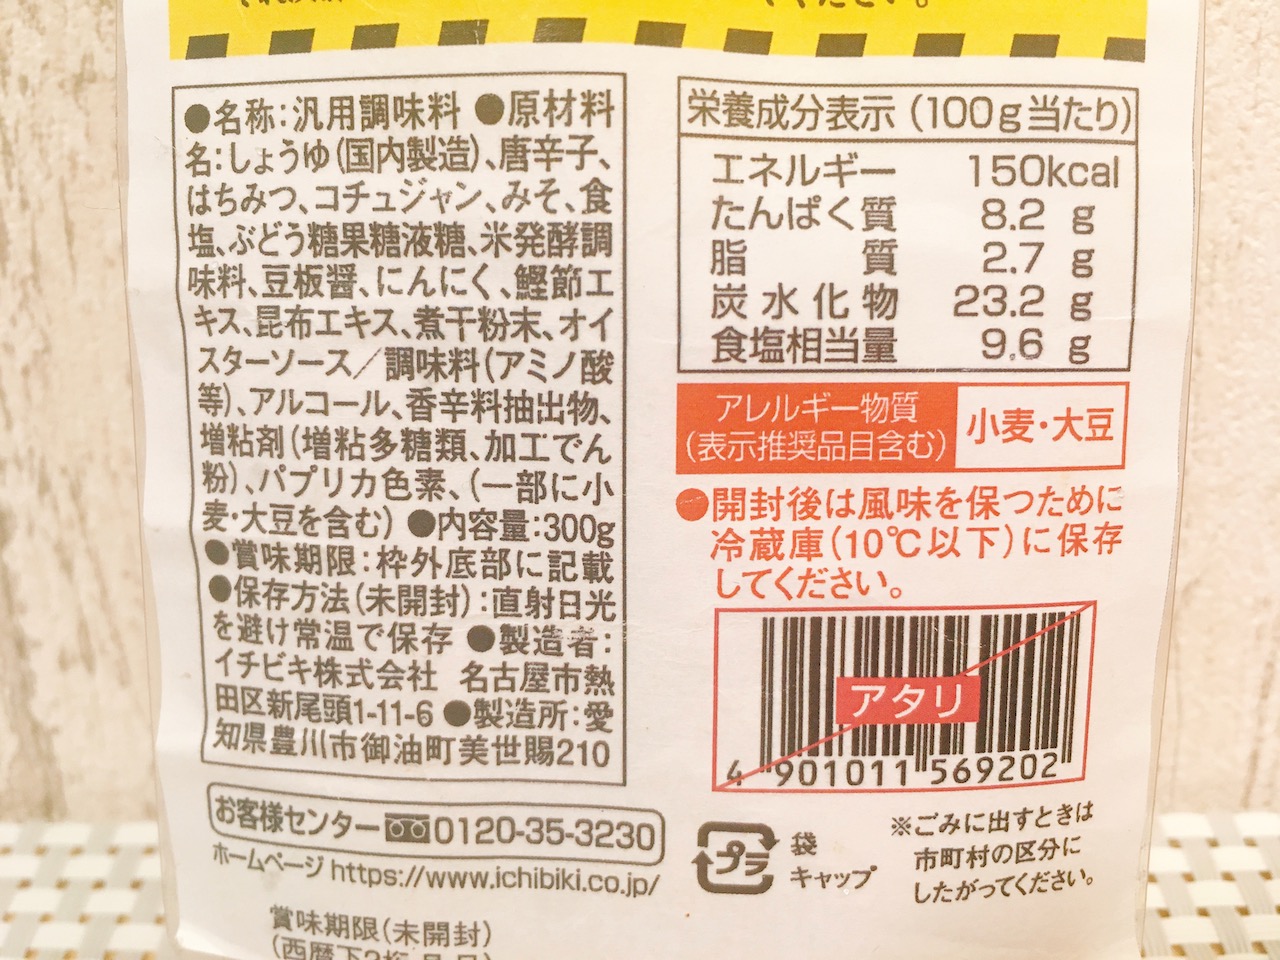 ください。
●名称：汎用調味料 ●原材料
名：しょうゆ(国内製造)、唐辛子、
はちみつ、コチュジャン、みそ、食
塩、ぶどう糖果糖液糖、米発酵調
味料、豆板醤、にんにく、鰹節エ
キス、昆布エキス、煮干粉末、オイ
スターソース／調味料(アミノ酸
等)、アルコール、香辛料抽出物、
増粘剤(増粘多糖類、加工でん
粉)、パプリカ色素、(一部に小
麦・大豆を含む) ●内容量：300g
●賞味期限：枠外底部に記載
●保存方法(未開封)：直射日光
を避け常温で保存 ●製造者：
イチビキ株式会社 名古屋市熱
田区新尾頭1-11-6 ●製造所：愛
知県豊川市御油町美世賜210
お客様センター 0120-35-3230
ホームページ https://www.ichibiki.co.jp/
賞味期限(未開封)
栄養成分表示(100g当たり)
エネルギー 150kcal
たんぱく質 8.2 g
脂質 2.7 g
炭水化物 23.2 g
食塩相当量 9.6 g
アレルギー物質
(表示推奨品目含む)
小麦・大豆
●開封後は風味を保つために
冷蔵庫(10℃以下)に保存
してください。
アタリ
4 901011 569202
プラ
袋
キャップ
※ごみに出すときは
市町村の区分に
したがってください。